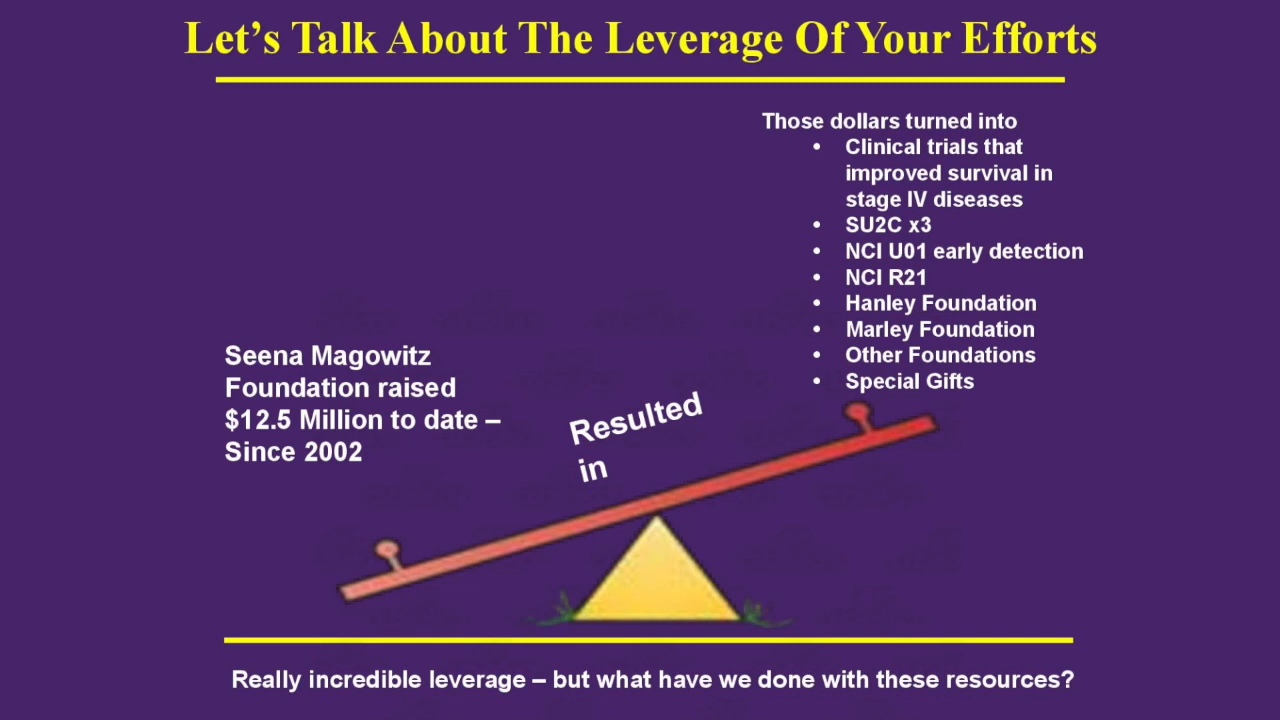 Let’s Talk About The Leverage Of Your Efforts
Those dollars turned into
• Clinical trials that
improved survival in
stage IV diseases
• SU2C x3
• NCI U01 early detection
• NCI R21
• Hanley Foundation
• Marley Foundation
• Other Foundations
• Special Gifts
Seena Magowitz
Foundation raised
$12.5 Million to date –
Since 2002
Resulted
in
Really incredible leverage – but what have we done with these resources?